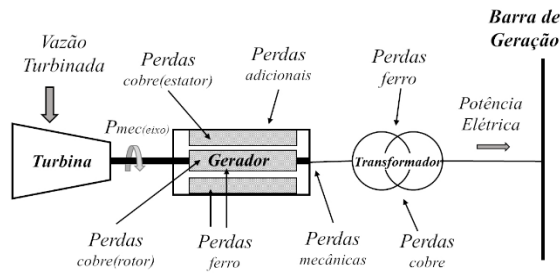 Vazão
Turbinada
Perdas
cobre(estator)
Perdas
adicionais
Perdas
ferro
Barra de
Geração
Potência
Elétrica
Pmec(eixo)
Turbina
Gerador
Transformador
Perdas
cobre(rotor)
Perdas
ferro
Perdas
mecânicas
Perdas
cobre